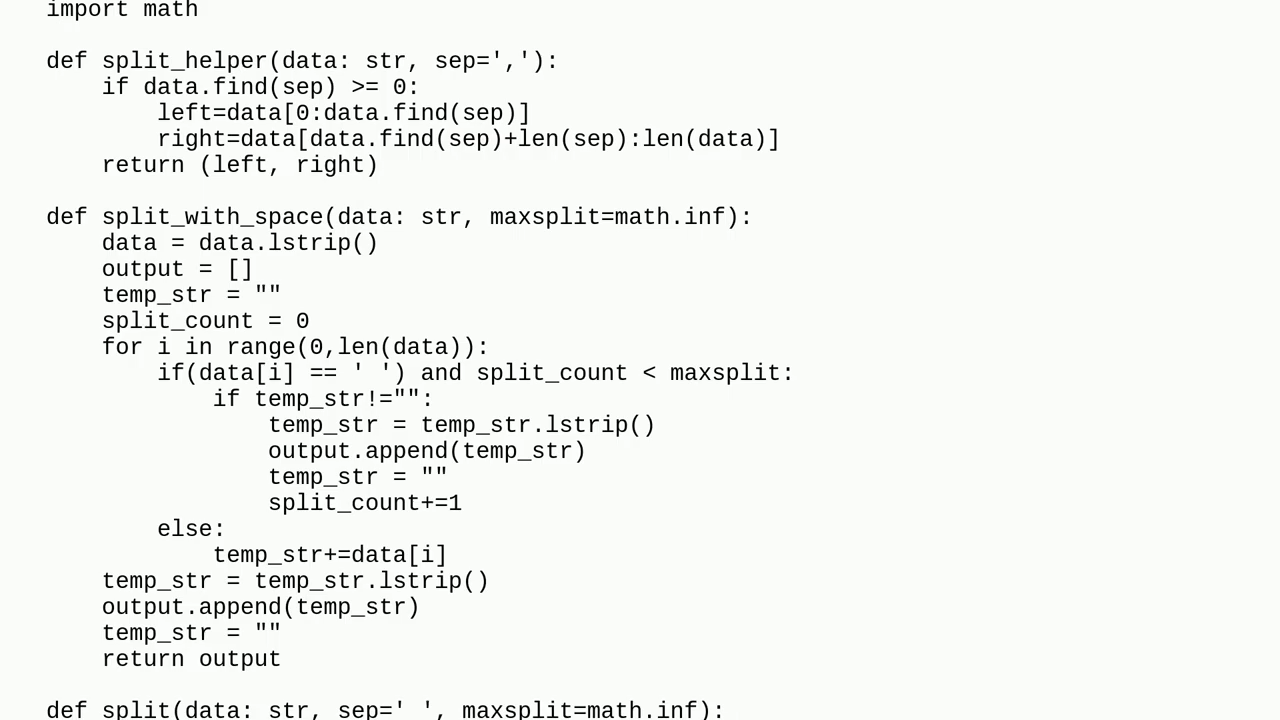 import math
def split_helper(data: str, sep=','):
    if data.find(sep) >= 0:
        left=data[0:data.find(sep)]
        right=data[data.find(sep)+len(sep):len(data)]
    return (left, right)
def split_with_space(data: str, maxsplit=math.inf):
    data = data.lstrip()
    output = []
    temp_str = ""
    split_count = 0
    for i in range(0,len(data)):
        if(data[i] == ' ') and split_count < maxsplit:
            if temp_str!="":
                temp_str = temp_str.lstrip()
                output.append(temp_str)
                temp_str = ""
                split_count+=1
        else:
            temp_str+=data[i]
    temp_str = temp_str.lstrip()
    output.append(temp_str)
    temp_str = ""
    return output
def split(data: str, sep=' ', maxsplit=math.inf):